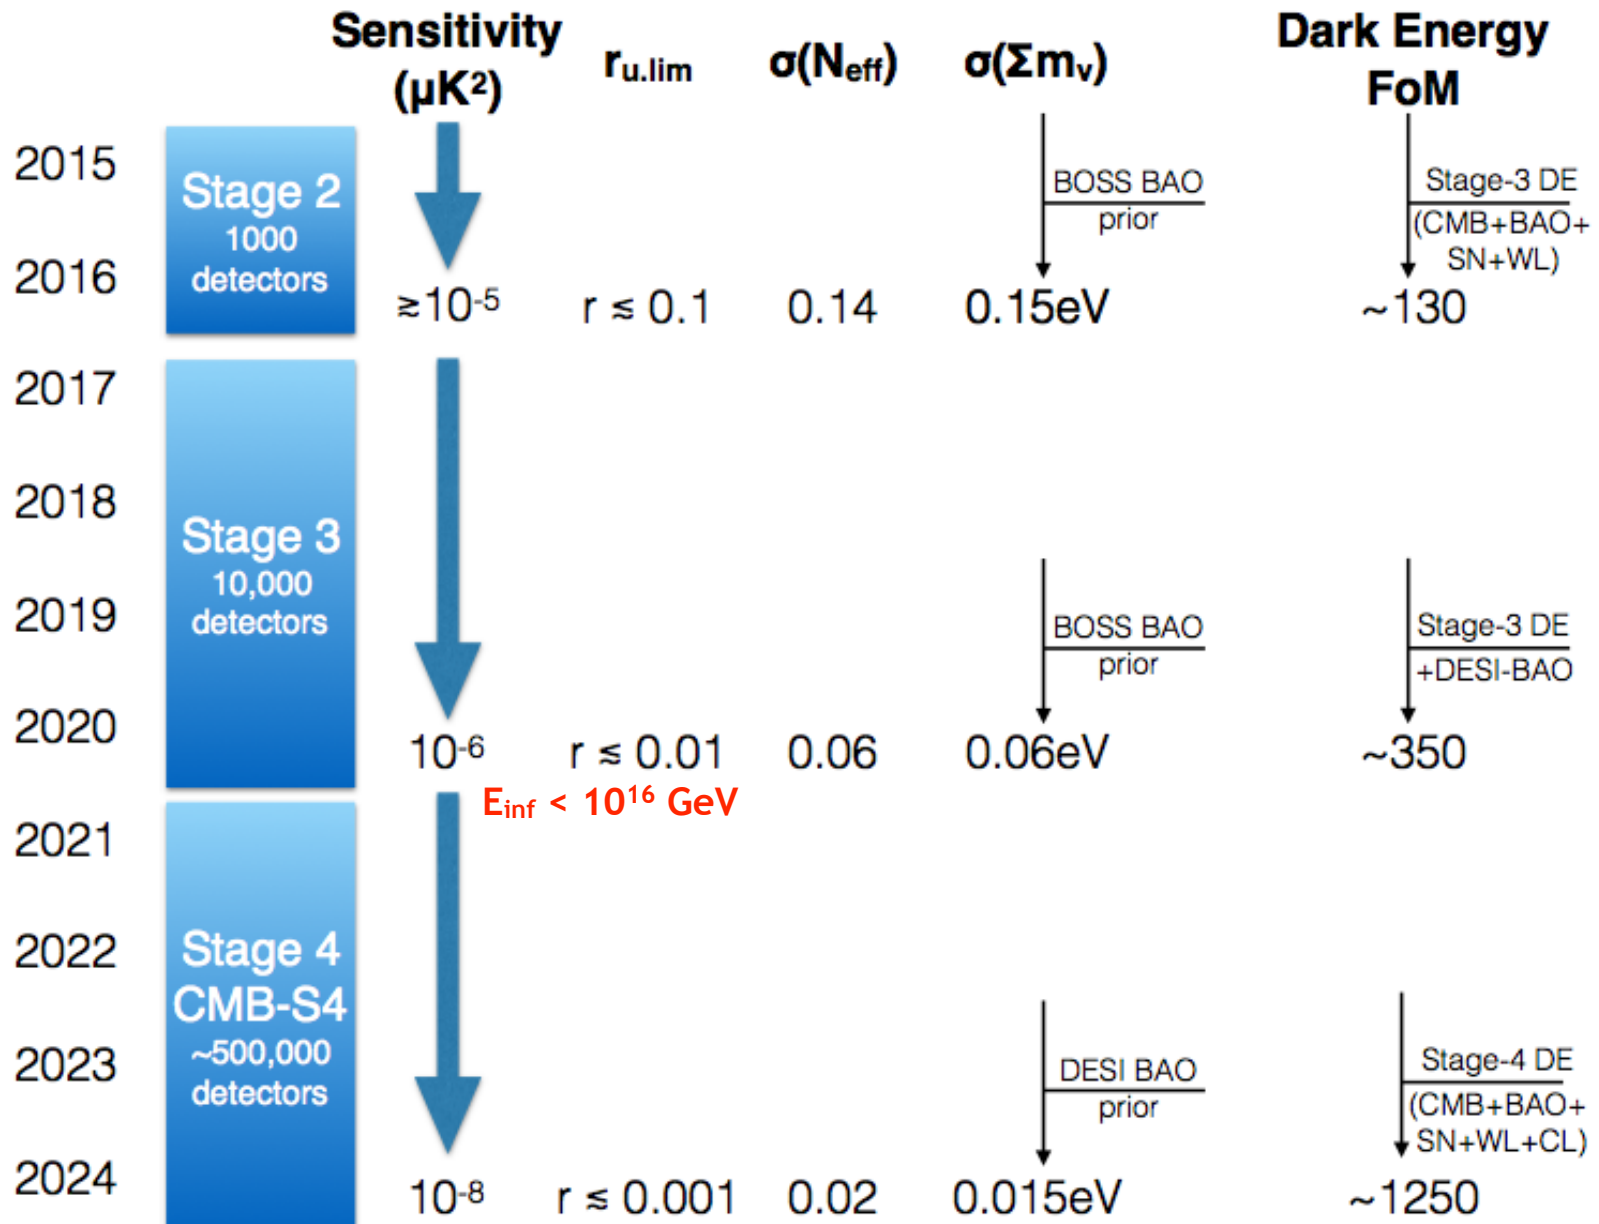 Sensitivity
(μK²)
r_u.lim
σ(N_eff)
σ(Σm_ν)
Dark Energy
FoM
2015
Stage 2
1000
detectors
BOSS BAO
prior
Stage-3 DE
(CMB+BAO+
SN+WL)
2016
≳10⁻⁵
r ≲ 0.1
0.14
0.15eV
~130
2017
2018
Stage 3
10,000
detectors
2019
BOSS BAO
prior
Stage-3 DE
+DESI-BAO
2020
10⁻⁶
r ≲ 0.01
0.06
0.06eV
~350
E_inf < 10¹⁶ GeV
2021
2022
Stage 4
CMB-S4
~500,000
detectors
2023
DESI BAO
prior
Stage-4 DE
(CMB+BAO+
SN+WL+CL)
2024
10⁻⁸
r ≲ 0.001
0.02
0.015eV
~1250